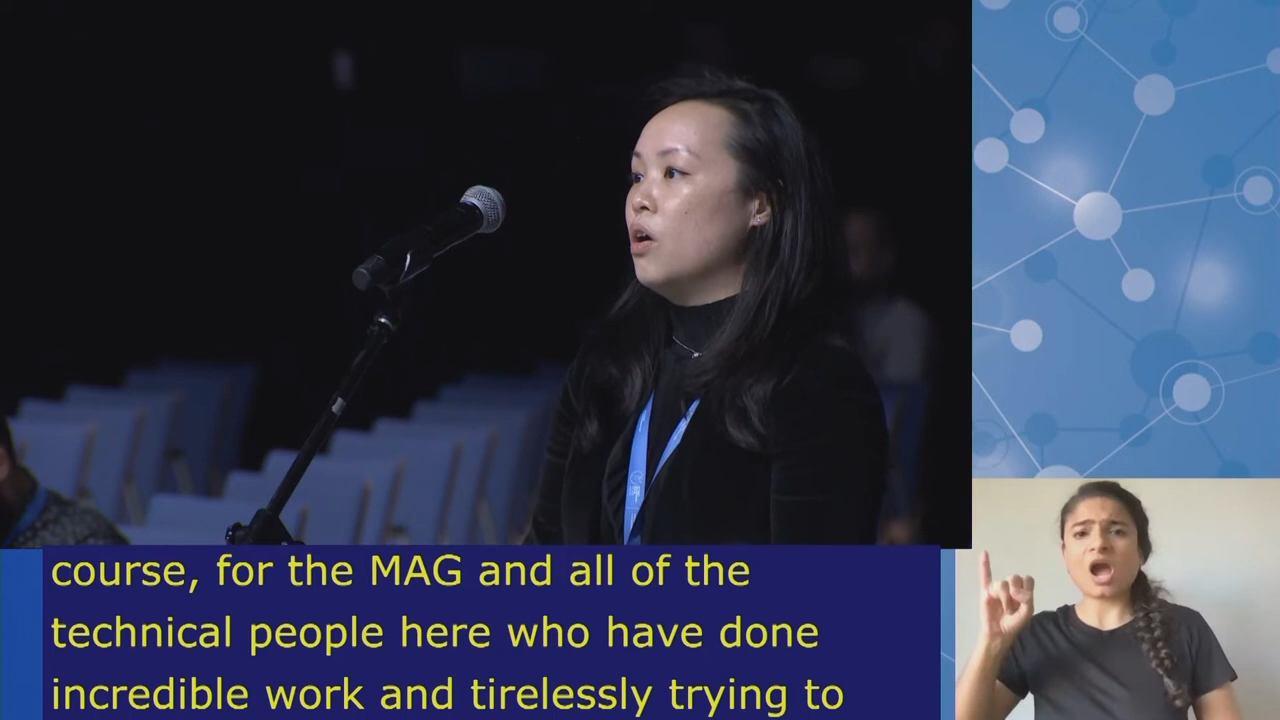 course, for the MAG and all of the
technical people here who have done
incredible work and tirelessly trying to